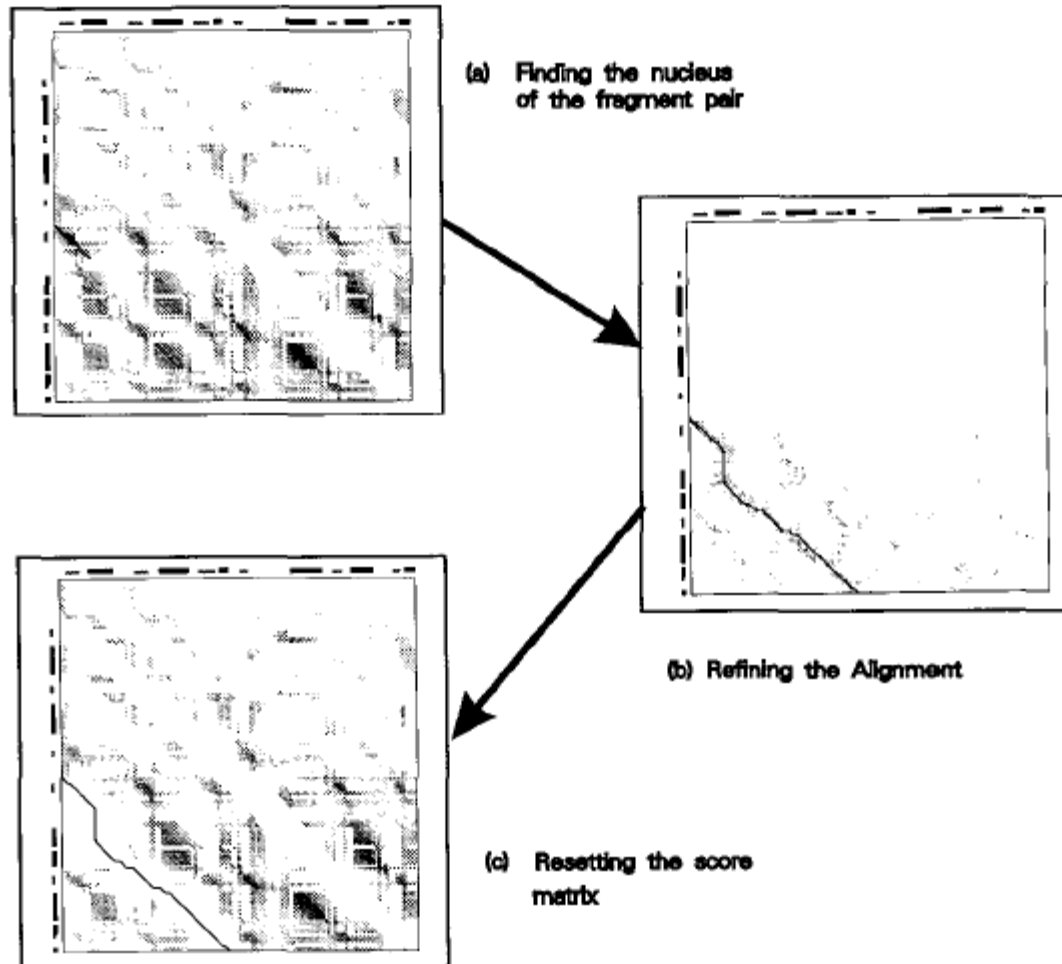 (a) Finding the nucleus
of the fragment pair
(b) Refining the Alignment
(c) Resetting the score
matrix